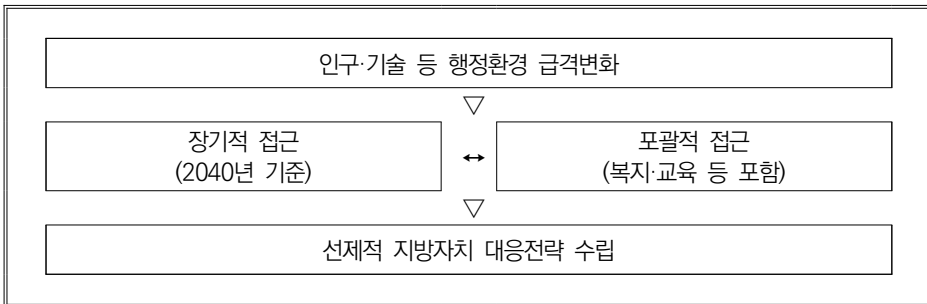 인구·기술 등 행정환경 급격변화
▽
장기적 접근
(2040년 기준)
↔
포괄적 접근
(복지·교육 등 포함)
▽
선제적 지방자치 대응전략 수립